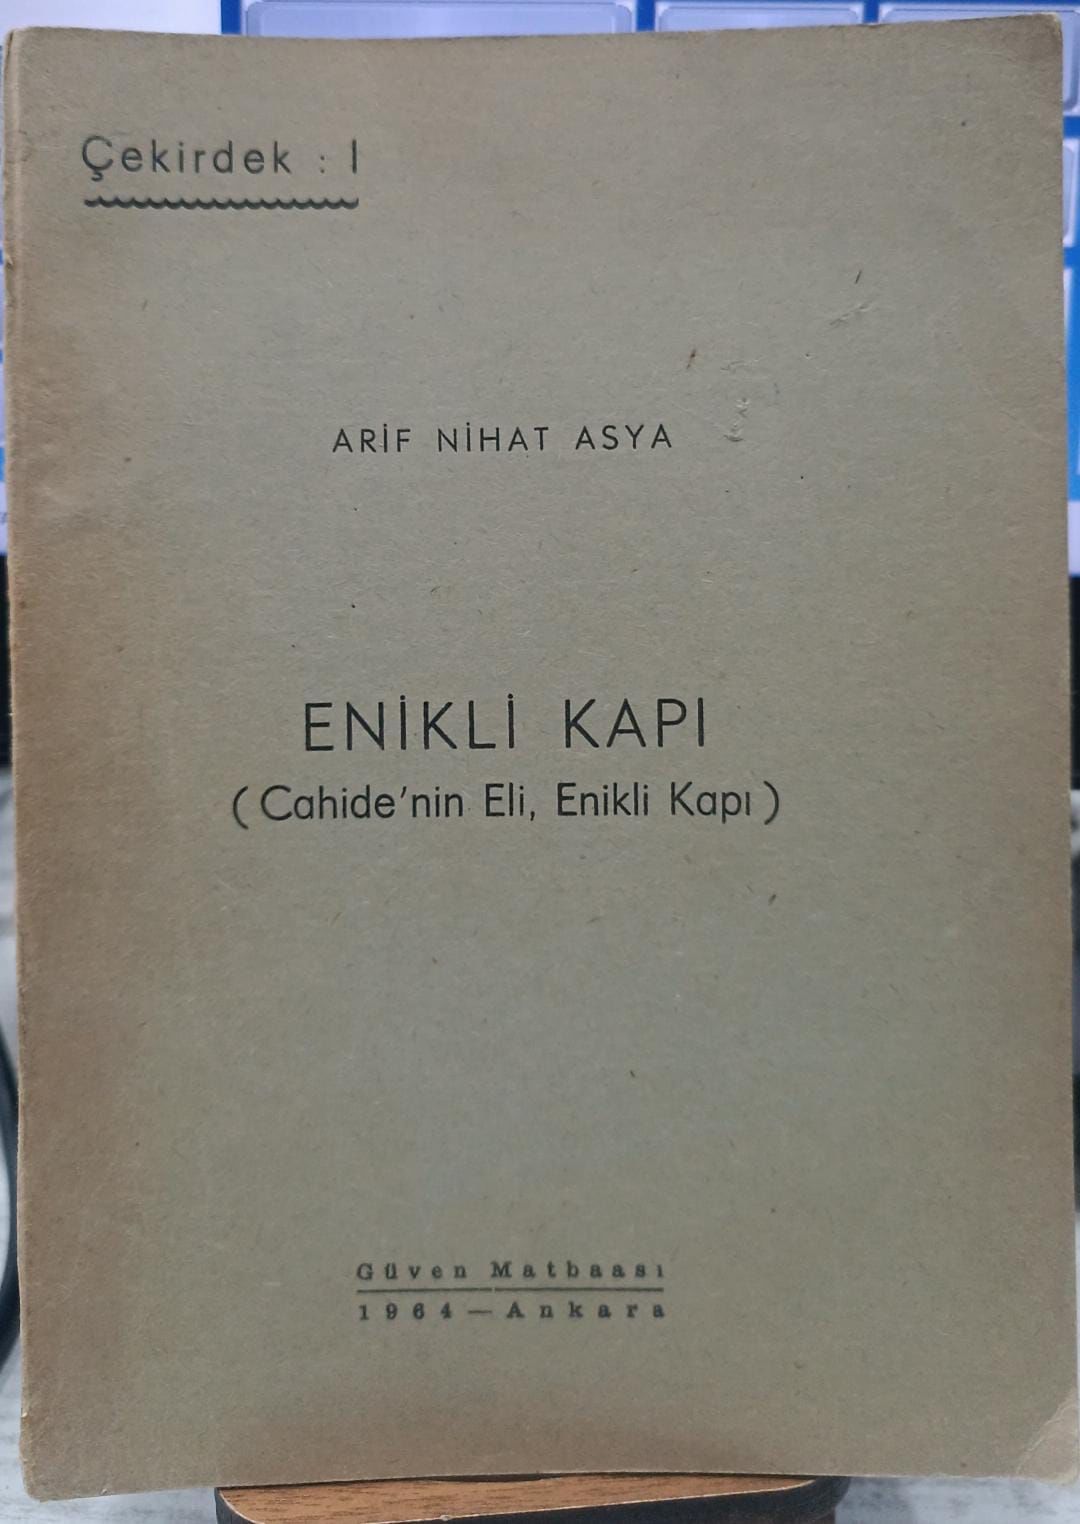 Çekirdek : I
ARİF NİHAT ASYA
ENİKLİ KAPI
(Cahide'nin Eli, Enikli Kapı)
Güven Matbaası
1964 — Ankara